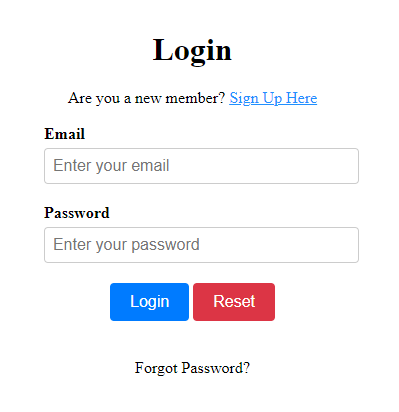 Login
Are you a new member? Sign Up Here
Email
Enter your email
Password
Enter your password
Login Reset
Forgot Password?